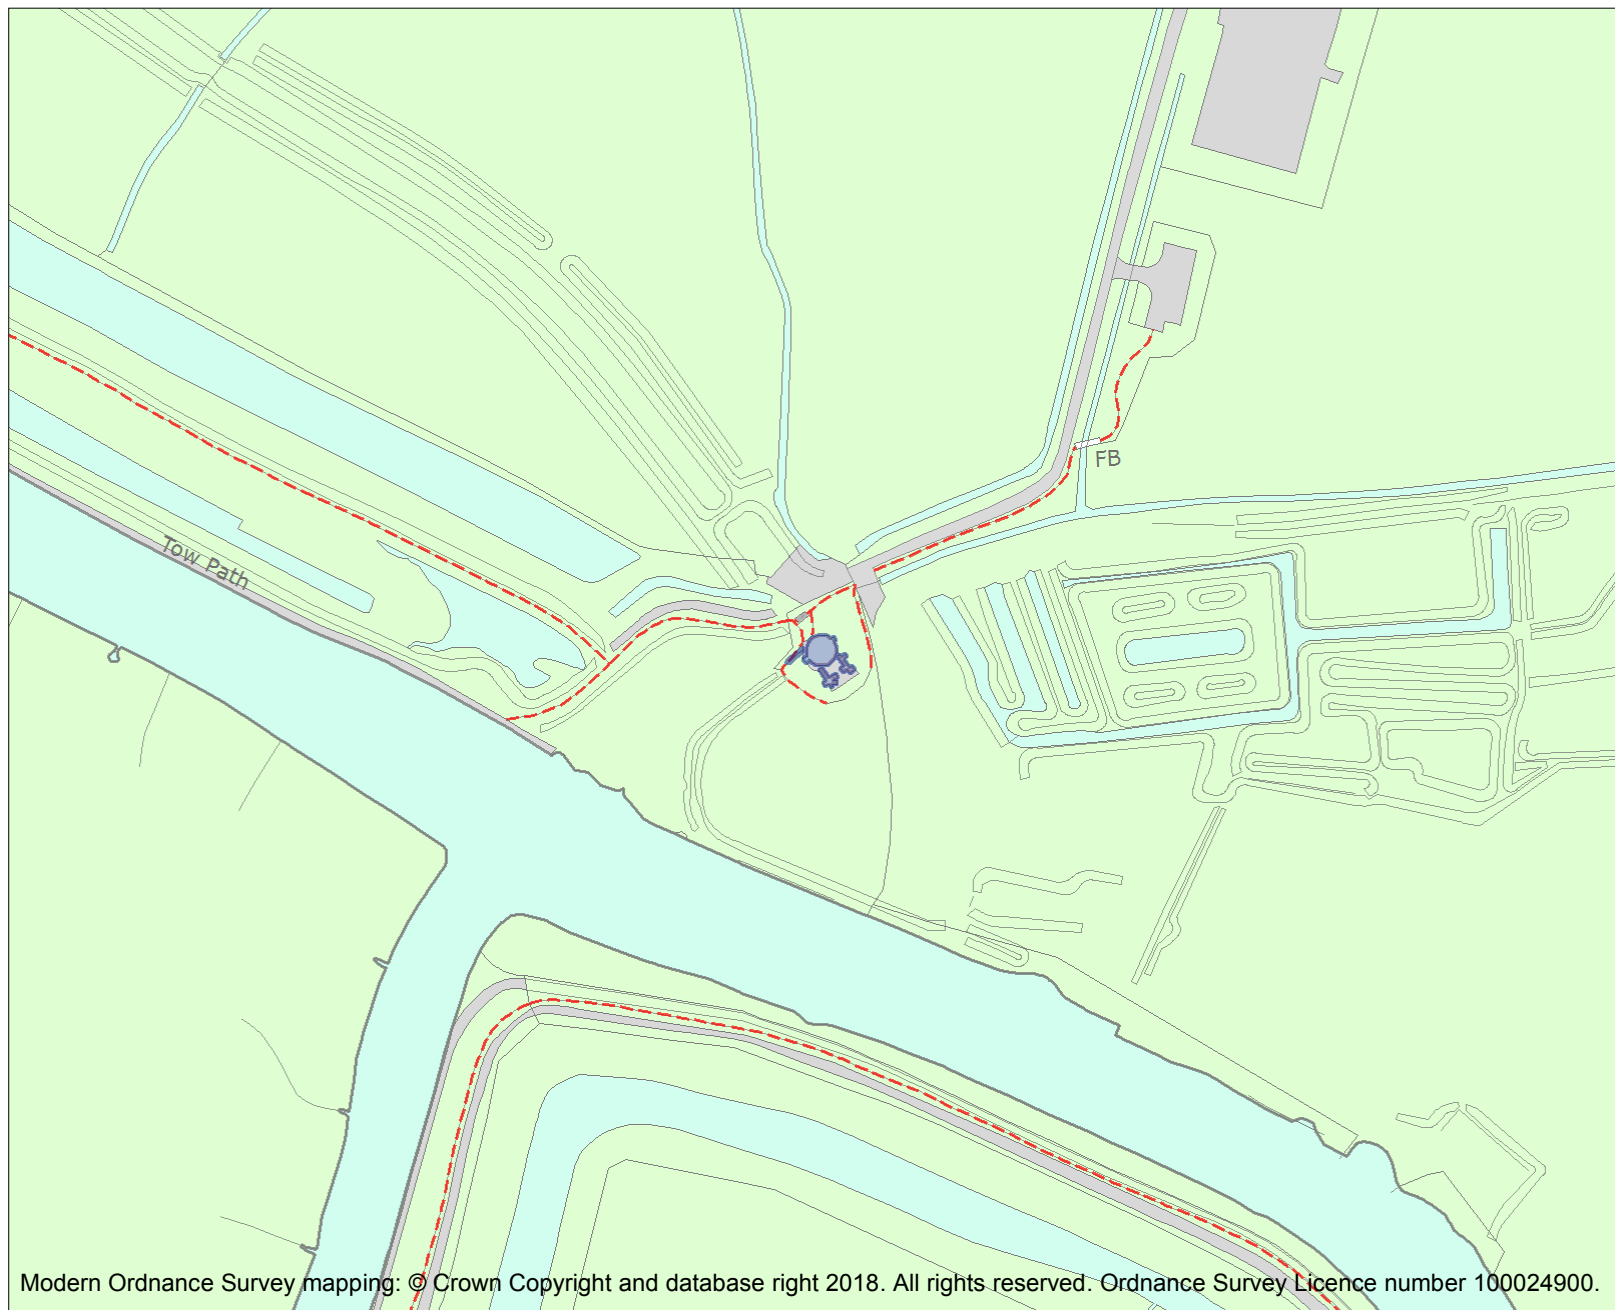 FB
Tow Path
Modern Ordnance Survey mapping: © Crown Copyright and database right 2018. All rights reserved. Ordnance Survey Licence number 100024900.